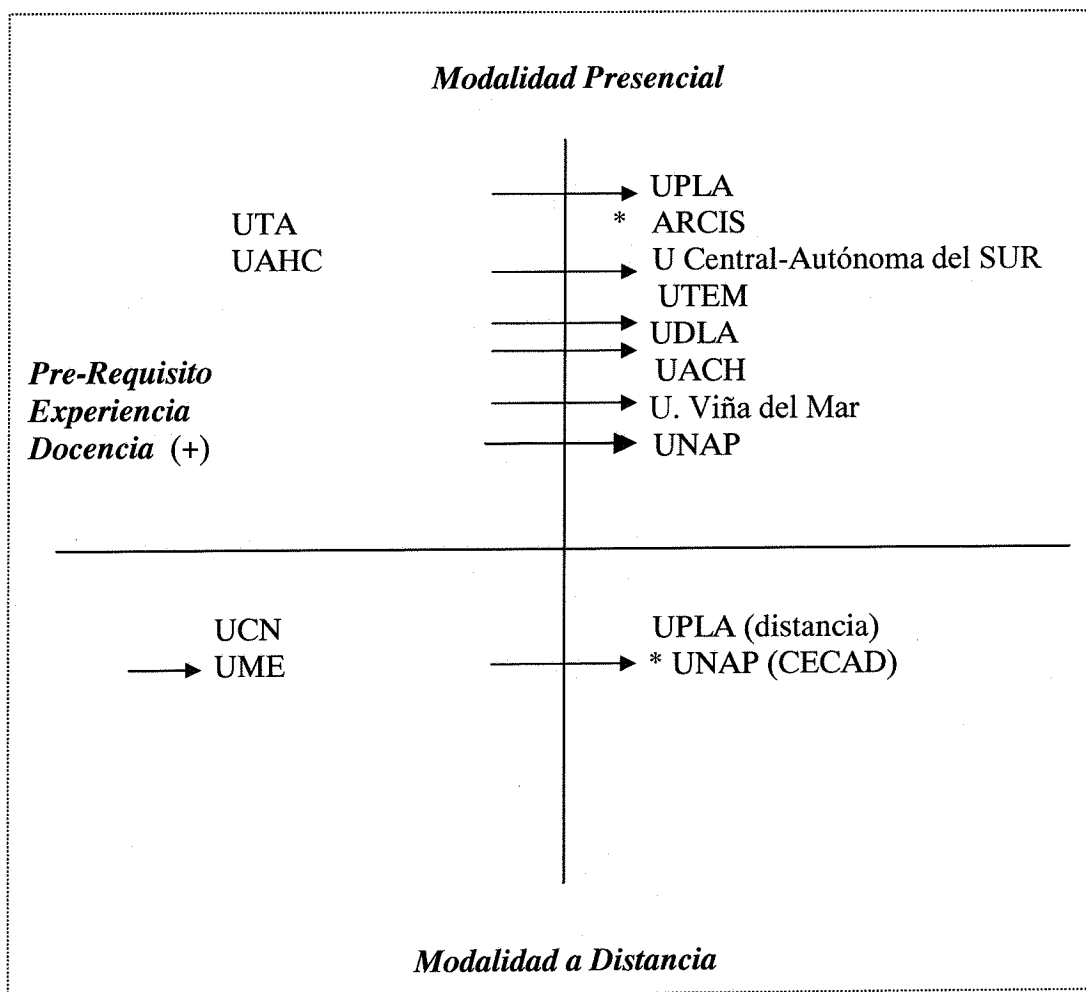 Modalidad Presencial
UPLA
* ARCIS
UTA
UAHC
U Central-Autónoma del SUR
UTEM
UDLA
UACH
U. Viña del Mar
UNAP
Pre-Requisito
Experiencia
Docencia (+)
UCN
UME
UPLA (distancia)
* UNAP (CECAD)
Modalidad a Distancia